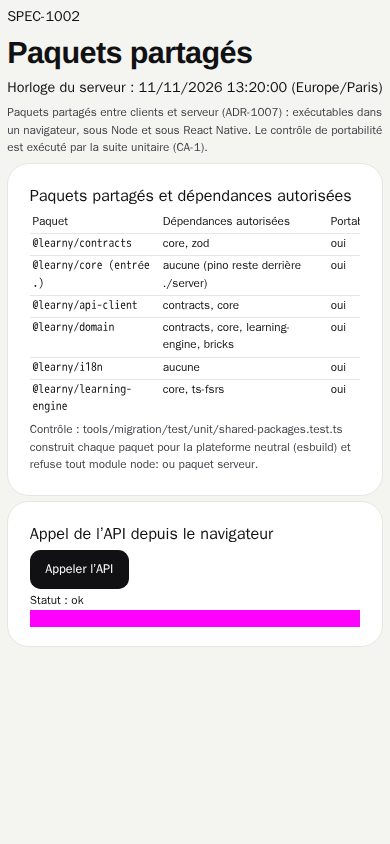 SPEC-1002
Paquets partagés
Horloge du serveur : 11/11/2026 13:20:00 (Europe/Paris)
Paquets partagés entre clients et serveur (ADR-1007) : exécutables dans
un navigateur, sous Node et sous React Native. Le contrôle de portabilité
est exécuté par la suite unitaire (CA-1).
Paquets partagés et dépendances autorisées
Paquet Dépendances autorisées Portat
@learny/contracts core, zod oui
@learny/core (entrée aucune (pino reste derrière oui
.) ./server)
@learny/api-client contracts, core oui
@learny/domain contracts, core, learning- oui
engine, bricks
@learny/i18n aucune oui
@learny/learning- core, ts-fsrs oui
engine
Contrôle : tools/migration/test/unit/shared-packages.test.ts
construit chaque paquet pour la plateforme neutral (esbuild) et
refuse tout module node: ou paquet serveur.
Appel de l’API depuis le navigateur
Appeler l’API
Statut : ok